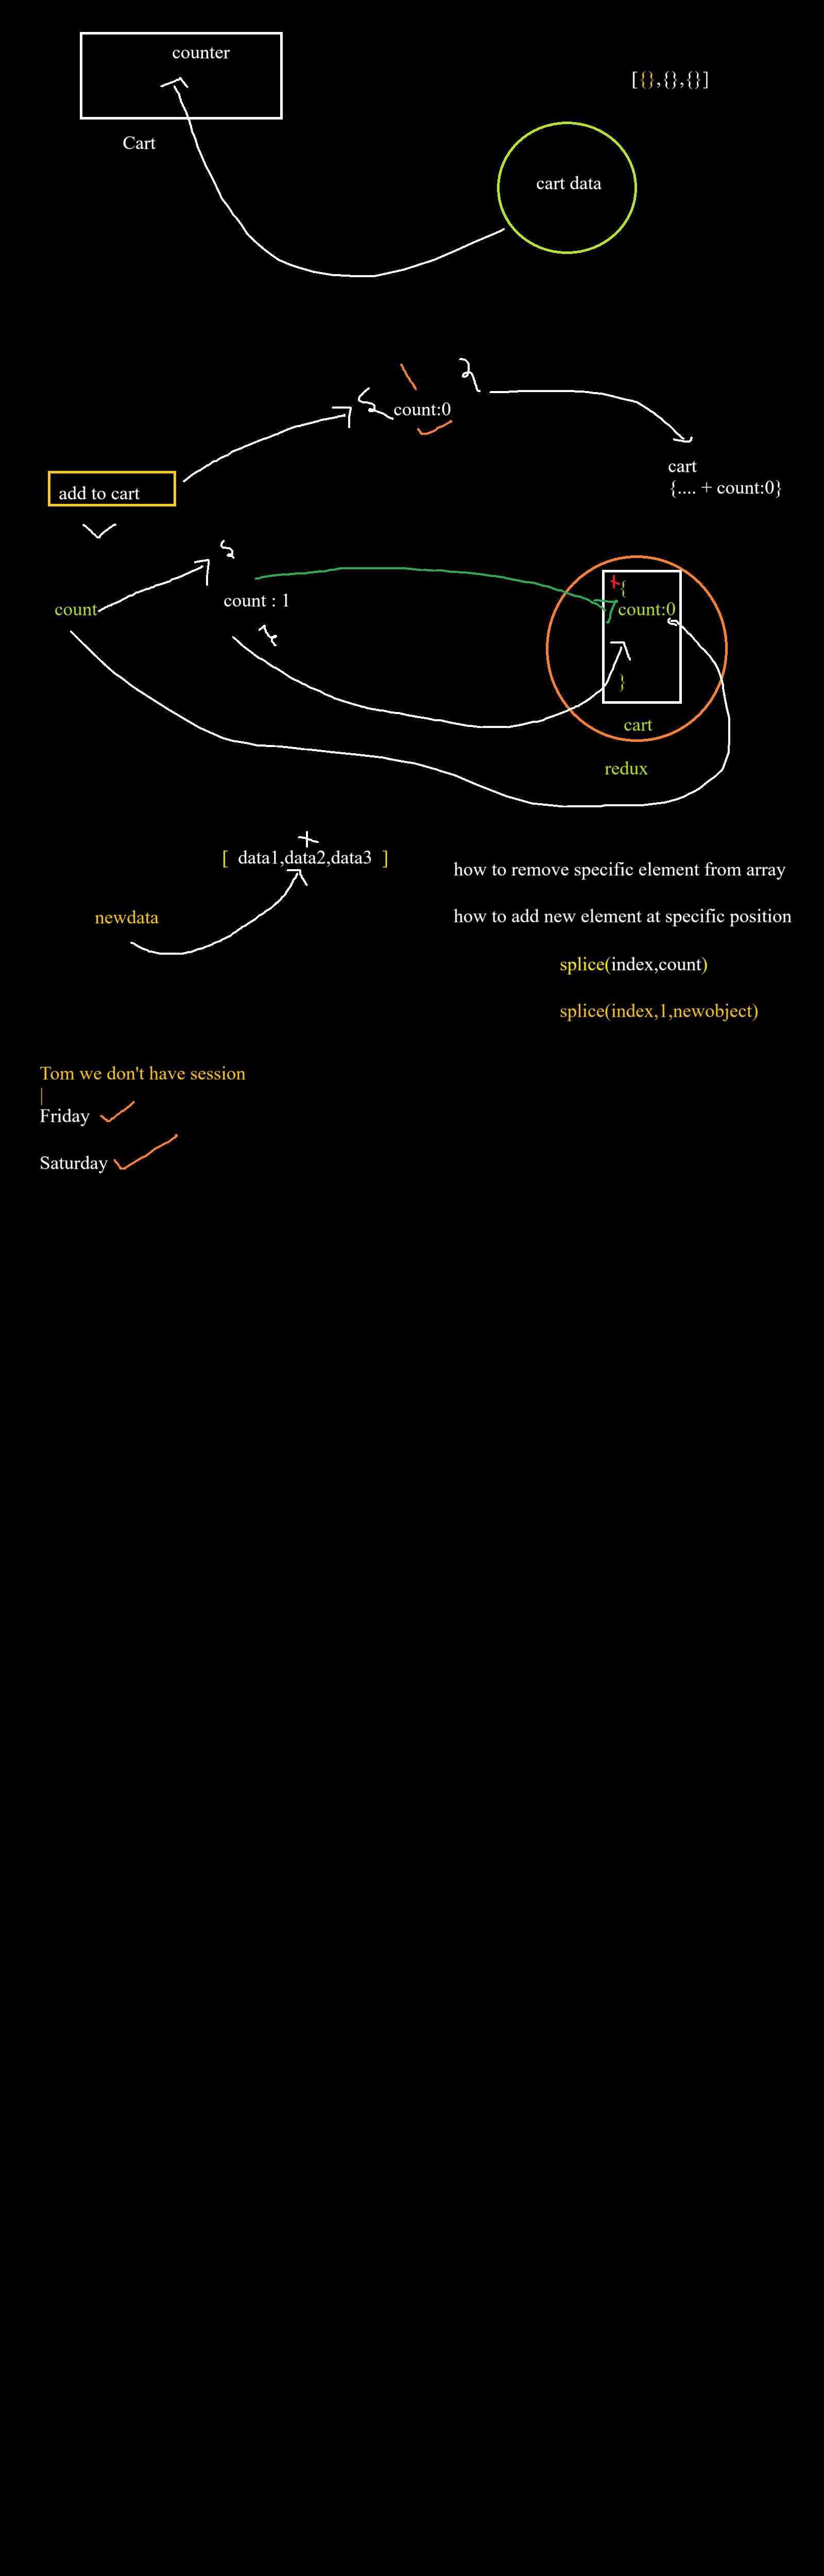 counter
[{},{},{}]
Cart
cart data
count:0
cart
{.... + count:0}
add to cart
count : 1
{
count
count:0
}
cart
redux
[ data1,data2,data3 ]
how to remove specific element from array
newdata
how to add new element at specific position
splice(index,count)
splice(index,1,newobject)
Tom we don't have session
|
Friday
Saturday